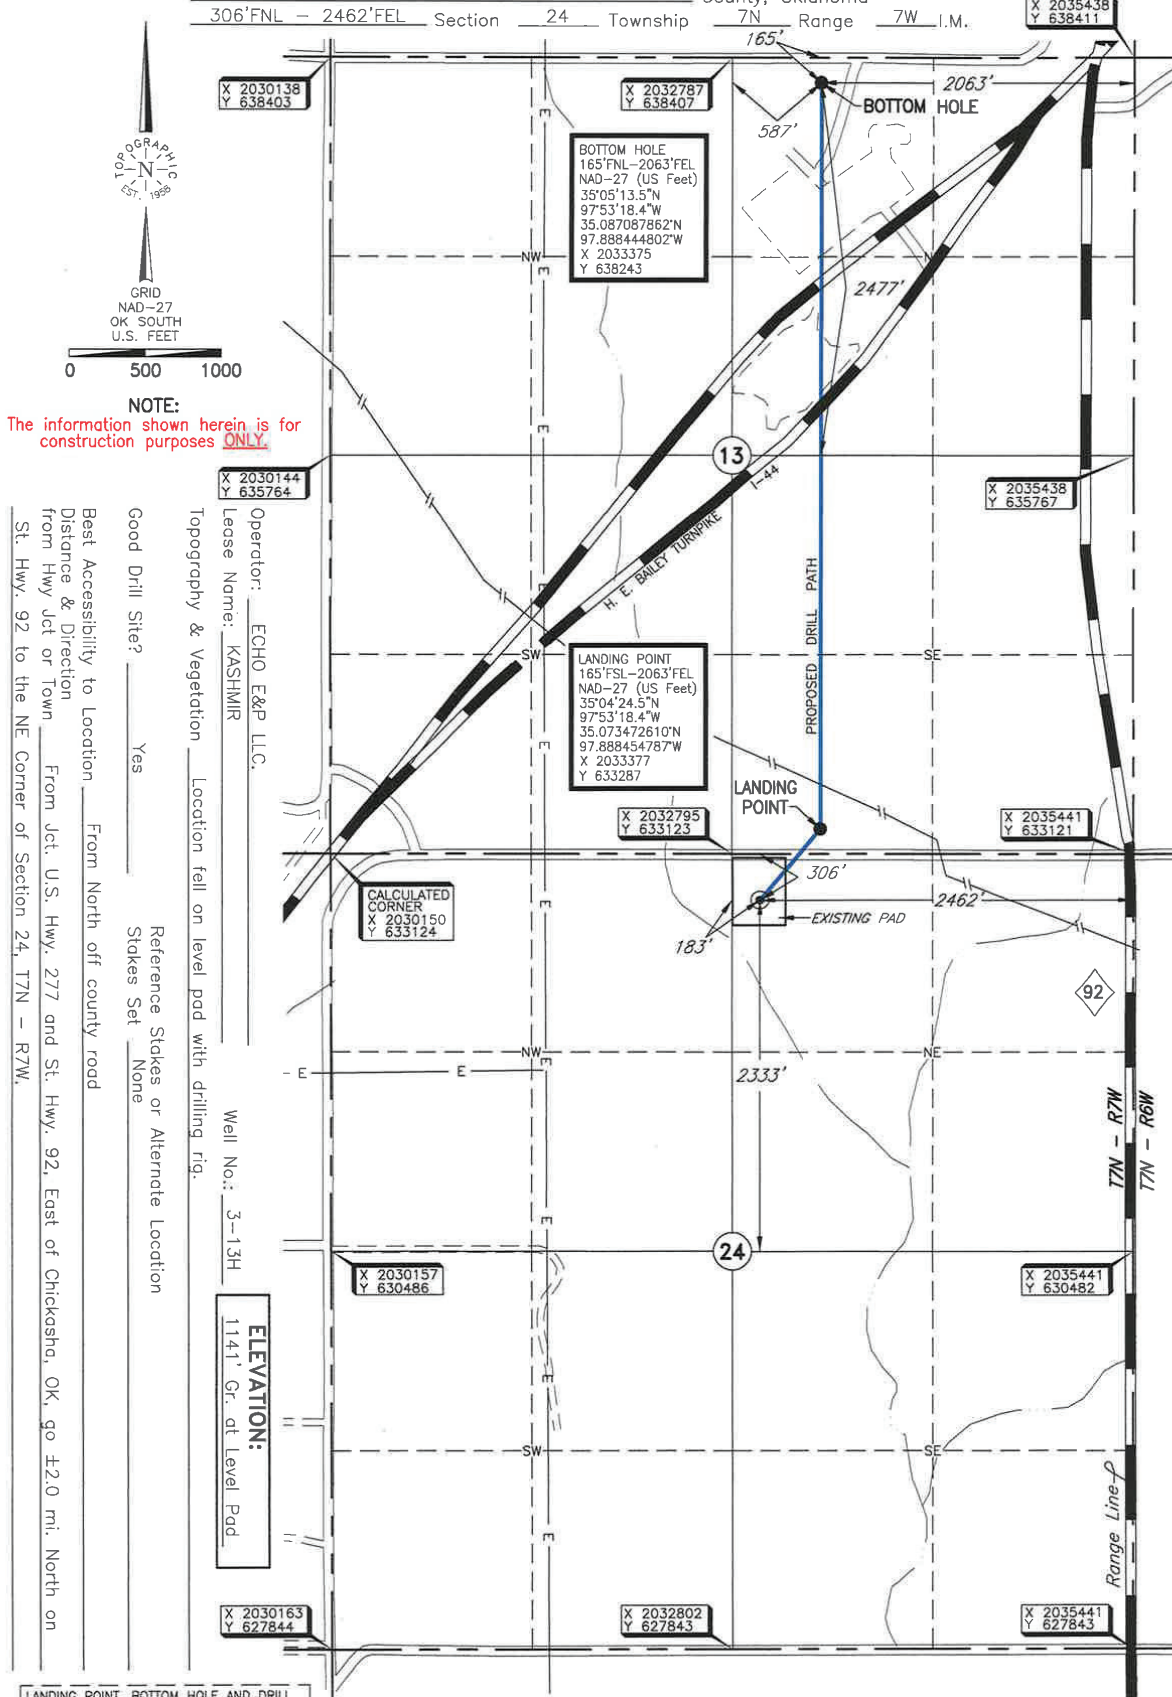 County, Oklahoma
306'FNL - 2462'FEL Section 24 Township 7N Range 7W I.M.
X 2035438
Y 638411
165'
X 2030138
Y 638403
X 2032787
Y 638407
2063'
BOTTOM HOLE
587'
TOPOGRAPHIC
N
EST. 1958
BOTTOM HOLE
165'FNL-2063'FEL
NAD-27 (US Feet)
35°05'13.5"N
97°53'18.4"W
35.087087862°N
97.888444802°W
X 2033375
Y 638243
E
NW
N
E
2477'
GRID
NAD-27
OK SOUTH
U.S. FEET
0 500 1000
NOTE:
The information shown herein is for
construction purposes ONLY.
E
13
X 2030144
Y 635764
I-44
X 2035438
Y 635767
H. E. BAILEY TURNPIKE
E
PROPOSED DRILL PATH
SW
SE
LANDING POINT
165'FSL-2063'FEL
NAD-27 (US Feet)
35°04'24.5"N
97°53'18.4"W
35.073472610°N
97.888454787°W
X 2033377
Y 633287
E
LANDING
POINT
X 2032795
Y 633123
X 2035441
Y 633121
306'
CALCULATED
CORNER
X 2030150
Y 633124
2462'
EXISTING PAD
183'
92
NW
NE
E
E
2333'
T7N - R7W
T7N - R6W
E
24
X 2030157
Y 630486
X 2035441
Y 630482
E
SW
SE
Range Line
E
X 2030163
Y 627844
X 2032802
Y 627843
X 2035441
Y 627843
Operator: ECHO E&P LLC.
Lease Name: KASHMIR Well No.: 3-13H
ELEVATION:
1141' Gr. at Level Pad
Topography & Vegetation Location fell on level pad with drilling rig.
Reference Stakes or Alternate Location
Good Drill Site? Yes Stakes Set None
Best Accessibility to Location From North off county road
Distance & Direction
from Hwy Jct or Town From Jct. U.S. Hwy. 277 and St. Hwy. 92, East of Chickasha, OK, go ±2.0 mi. North on
St. Hwy. 92 to the NE Corner of Section 24, T7N - R7W.
LANDING POINT, BOTTOM HOLE AND DRILL